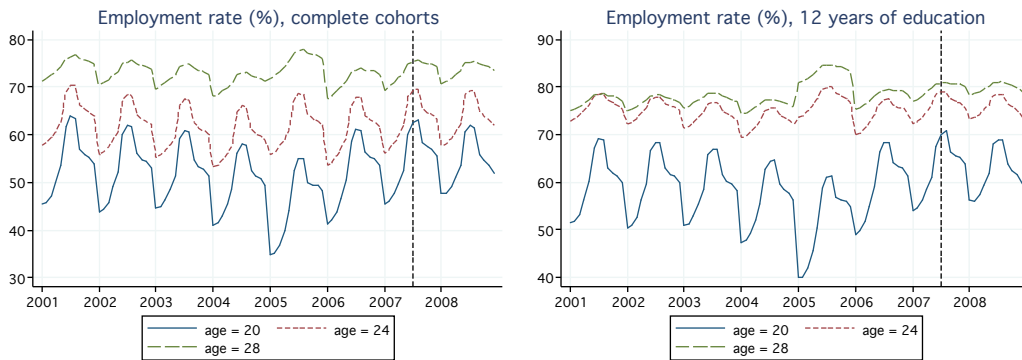 Employment rate (%), complete cohorts
80
70
60
50
40
30
2001 2002 2003 2004 2005 2006 2007 2008
age = 20 age = 24
age = 28
Employment rate (%), 12 years of education
90
80
70
60
50
40
2001 2002 2003 2004 2005 2006 2007 2008
age = 20 age = 24
age = 28